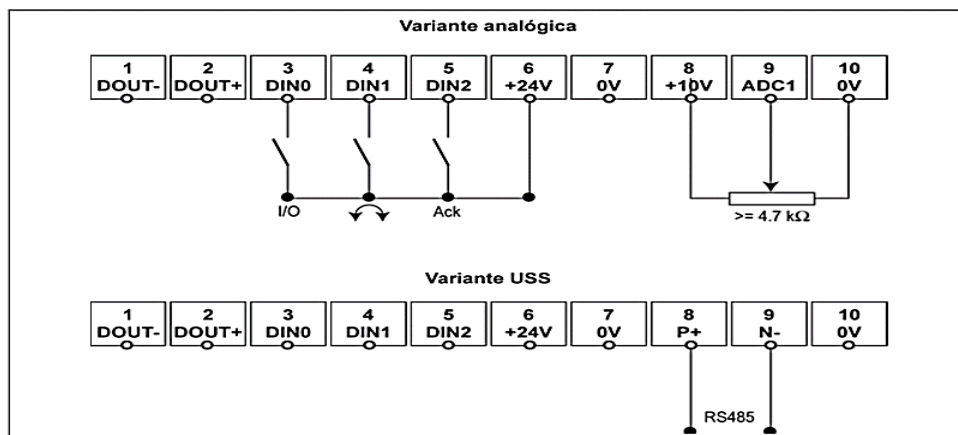 Variante analógica
1 2 3 4 5 6 7 8 9 10
DOUT- DOUT+ DIN0 DIN1 DIN2 +24V 0V +10V ADC1 0V
I/O Ack >= 4.7 kΩ
Variante USS
1 2 3 4 5 6 7 8 9 10
DOUT- DOUT+ DIN0 DIN1 DIN2 +24V 0V P+ N- 0V
RS485